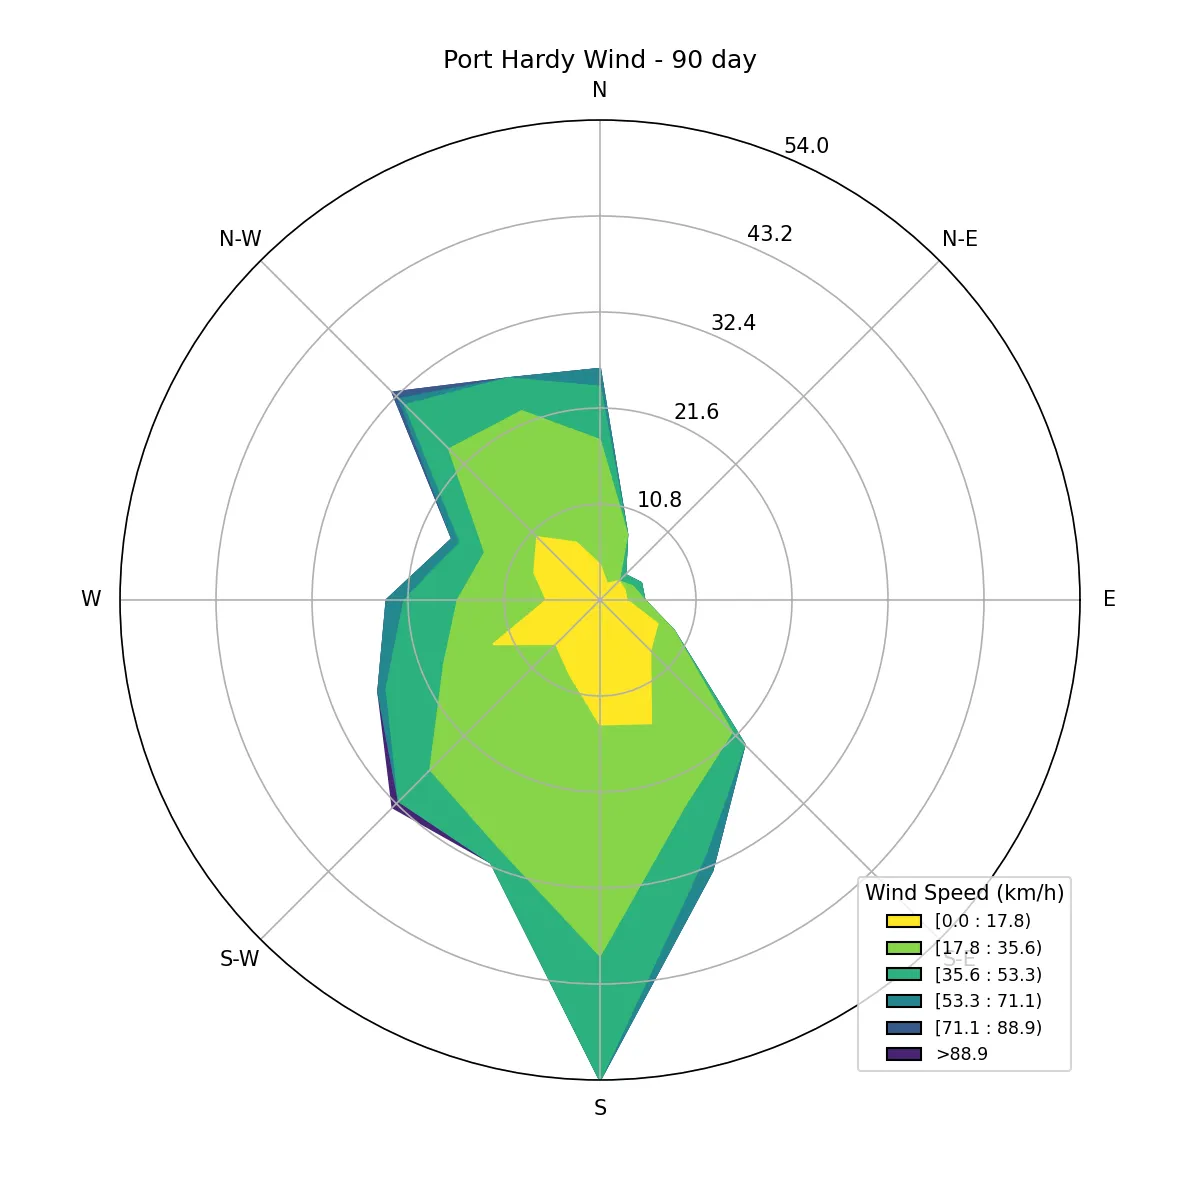 Port Hardy Wind - 90 day
N
54.0
N-W
43.2
N-E
32.4
21.6
10.8
W
E
S-W
S-E
S
Wind Speed (km/h)
[0.0 : 17.8)
[17.8 : 35.6)
[35.6 : 53.3)
[53.3 : 71.1)
[71.1 : 88.9)
>88.9